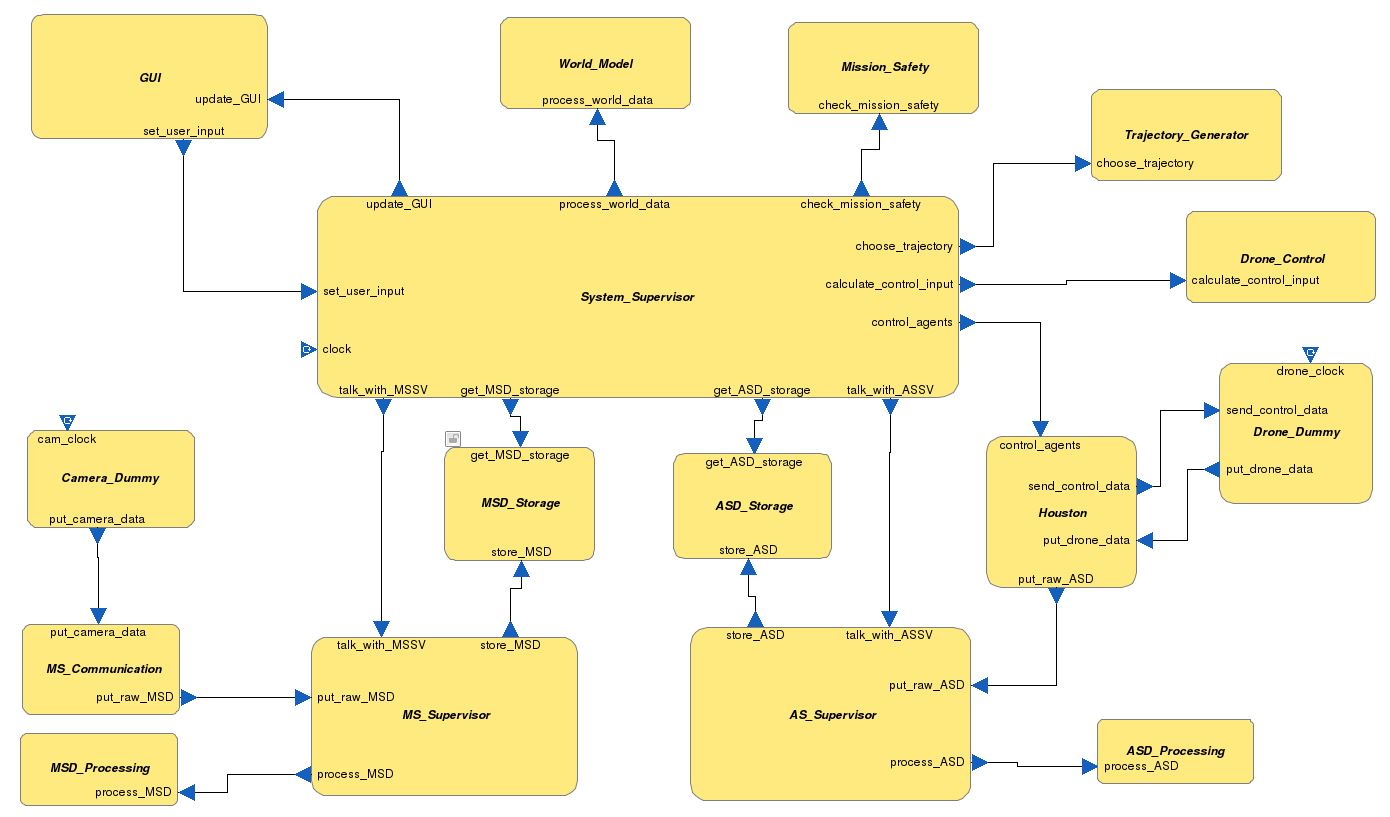 GUI
update_GUI
set_user_input
World_Model
process_world_data
Mission_Safety
check_mission_safety
Trajectory_Generator
choose_trajectory
Drone_Control
calculate_control_input
update_GUI
process_world_data
check_mission_safety
choose_trajectory
calculate_control_input
set_user_input
System_Supervisor
control_agents
clock
talk_with_MSSV
get_MSD_storage
get_ASD_storage
talk_with_ASSV
drone_clock
send_control_data
Drone_Dummy
put_drone_data
cam_clock
Camera_Dummy
put_camera_data
get_MSD_storage
MSD_Storage
store_MSD
get_ASD_storage
ASD_Storage
store_ASD
control_agents
send_control_data
Houston
put_drone_data
put_raw_ASD
put_camera_data
MS_Communication
put_raw_MSD
talk_with_MSSV
store_MSD
put_raw_MSD
MS_Supervisor
process_MSD
store_ASD
talk_with_ASSV
put_raw_ASD
AS_Supervisor
process_ASD
MSD_Processing
process_MSD
ASD_Processing
process_ASD